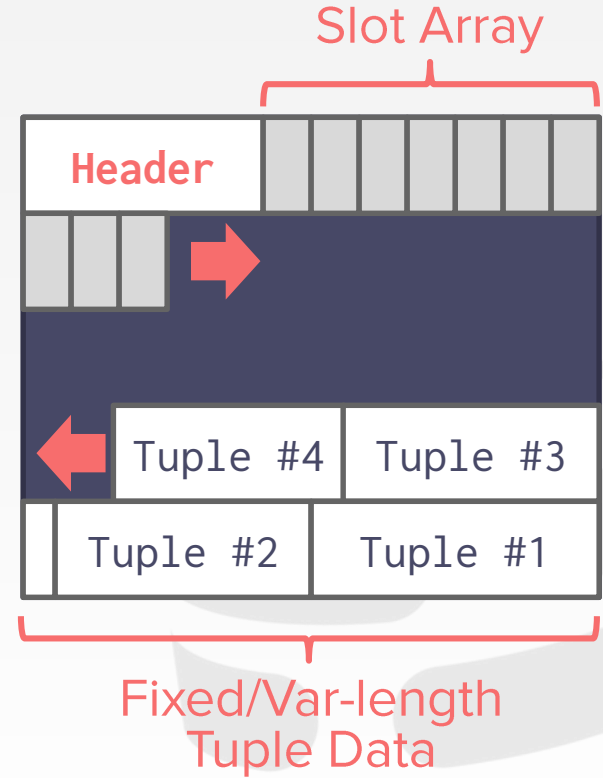 Slot Array
Header
Tuple #4 Tuple #3
Tuple #2 Tuple #1
Fixed/Var-length
Tuple Data